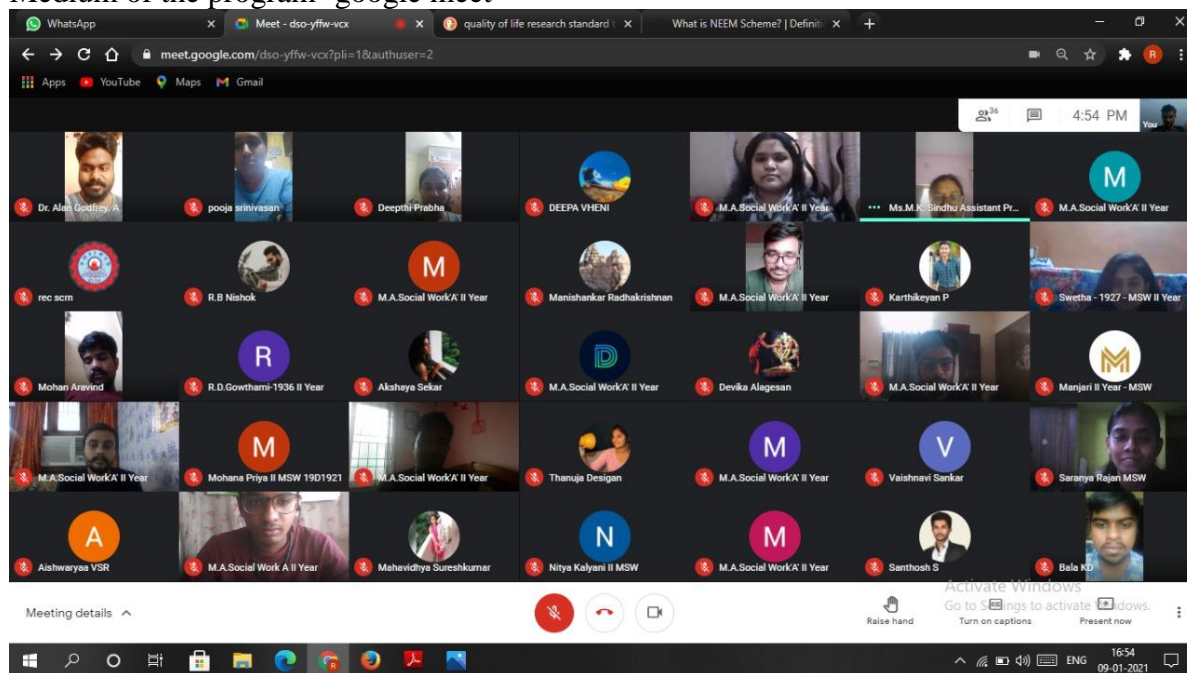 Medium of the program- google meet
WhatsApp
Meet - dso-yffw-vcx
quality of life research standard
What is NEEM Scheme? | Definiti
meet.google.com/dso-yffw-vcx?pli=1&authuser=2
R
Apps
YouTube
Maps
Gmail
36
4:54 PM
You
Dr. Alan Godfrey. A
pooja srinivasan
Deepthi Prabha
DEEPA VHENI
M.A.Social Work'A' II Year
Ms.M.K. Sindhu Assistant Pr...
M
M.A.Social Work'A' II Year
rec scrn
R.B Nishok
M
M.A.Social Work'A' II Year
Manishankar Radhakrishnan
M.A.Social Work'A' II Year
Karthikeyan P
Swetha - 1927 - MSW II Year
Mohan Aravind
R
R.D.Gowthami-1936 II Year
Akshaya Sekar
D
M.A.Social Work'A' II Year
Devika Alagesan
M.A.Social Work'A' II Year
M
Manjari II Year - MSW
M.A.Social Work'A' II Year
M
Mohana Priya II MSW 19D1921
M.A.Social Work'A' II Year
Thanuja Desigan
M
M.A.Social Work'A' II Year
V
Vaishnavi Sankar
Saranya Rajan MSW
A
Aishwaryaa VSR
M.A.Social Work A II Year
Mahavidhya Sureshkumar
N
Nitya Kalyani II MSW
M
M.A.Social Work'A' II Year
Santhosh S
Bala KD
Activate Windows
Go to Settings to activate Windows.
Meeting details
Raise hand
Turn on captions
Present now
ENG
16:54
09-01-2021